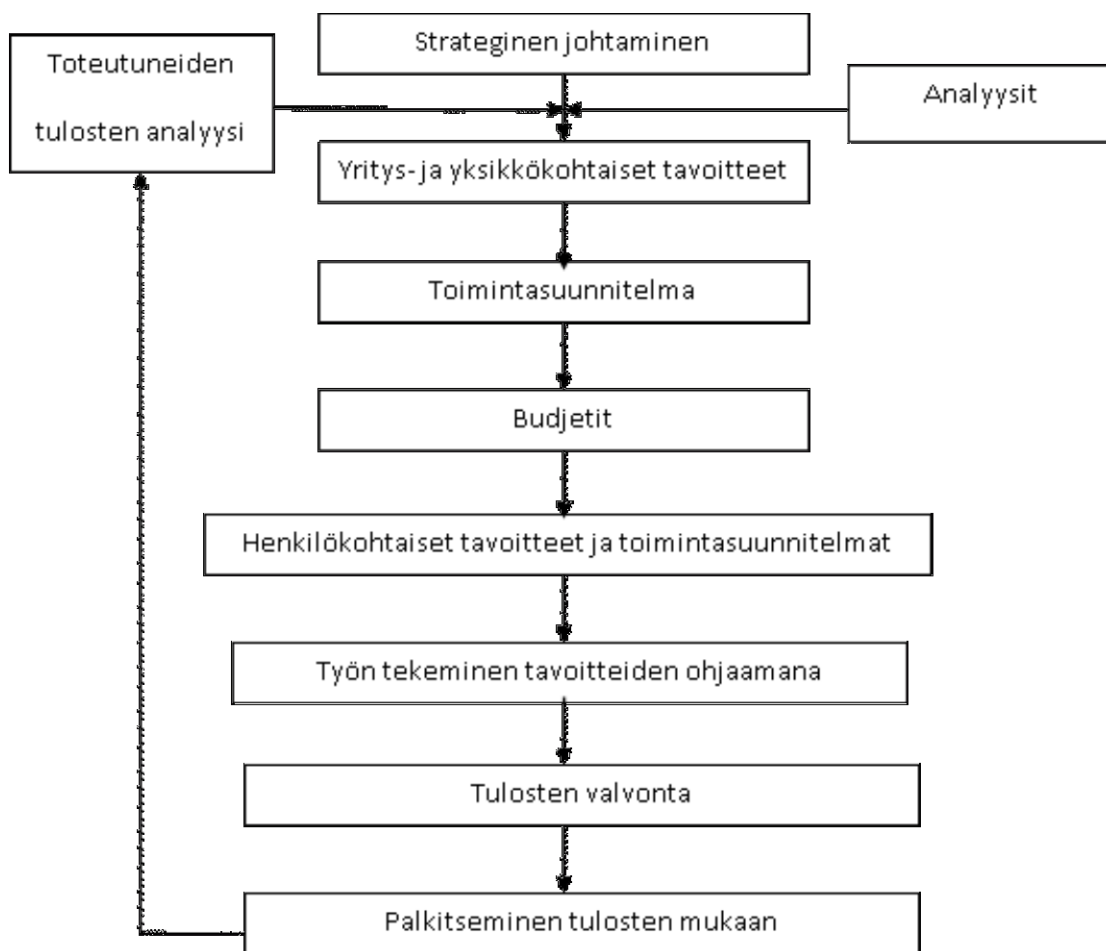 Strateginen johtaminen
Toteutuneiden
tulosten analyysi
Analyysit
Yritys- ja yksikkökohtaiset tavoitteet
Toimintasuunnitelma
Budjetit
Henkilökohtaiset tavoitteet ja toimintasuunnitelmat
Työn tekeminen tavoitteiden ohjaamana
Tulosten valvonta
Palkitseminen tulosten mukaan